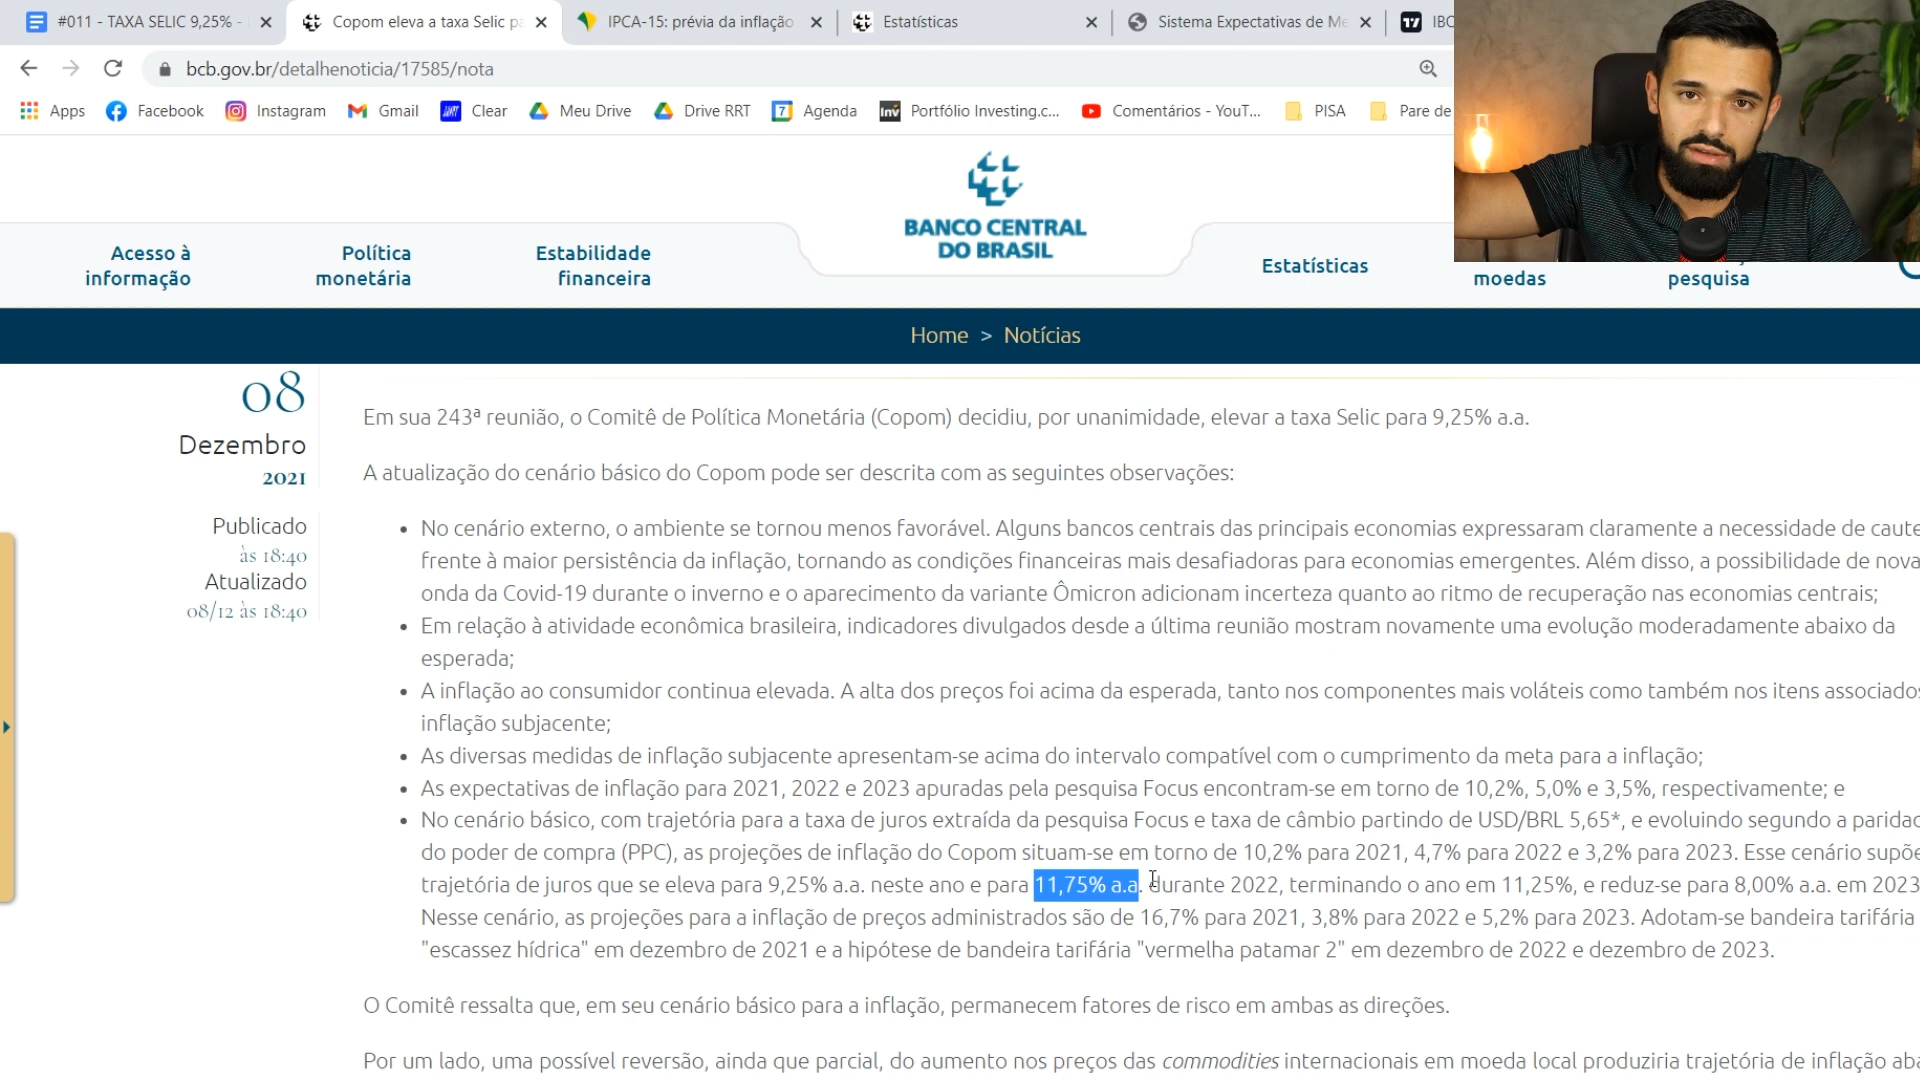 #011 - TAXA SELIC 9,25% -
Copom eleva a taxa Selic pa
IPCA-15: prévia da inflação
Estatísticas
Sistema Expectativas de Me
IBO
bcb.gov.br/detalhenoticia/17585/nota
Apps
Facebook
Instagram
Gmail
Clear
Meu Drive
Drive RRT
7
Agenda
Inv
Portfólio Investing.c...
Comentários - YouT...
PISA
Pare de
BANCO CENTRAL
DO BRASIL
Acesso à
informação
Política
monetária
Estabilidade
financeira
Estatísticas
moedas
pesquisa
Home > Notícias
08
Dezembro
2021
Publicado
às 18:40
Atualizado
08/12 às 18:40
Em sua 243ª reunião, o Comitê de Política Monetária (Copom) decidiu, por unanimidade, elevar a taxa Selic para 9,25% a.a.
A atualização do cenário básico do Copom pode ser descrita com as seguintes observações:
• No cenário externo, o ambiente se tornou menos favorável. Alguns bancos centrais das principais economias expressaram claramente a necessidade de caute
frente à maior persistência da inflação, tornando as condições financeiras mais desafiadoras para economias emergentes. Além disso, a possibilidade de nova
onda da Covid-19 durante o inverno e o aparecimento da variante Ômicron adicionam incerteza quanto ao ritmo de recuperação nas economias centrais;
• Em relação à atividade econômica brasileira, indicadores divulgados desde a última reunião mostram novamente uma evolução moderadamente abaixo da
esperada;
• A inflação ao consumidor continua elevada. A alta dos preços foi acima da esperada, tanto nos componentes mais voláteis como também nos itens associados
inflação subjacente;
• As diversas medidas de inflação subjacente apresentam-se acima do intervalo compatível com o cumprimento da meta para a inflação;
• As expectativas de inflação para 2021, 2022 e 2023 apuradas pela pesquisa Focus encontram-se em torno de 10,2%, 5,0% e 3,5%, respectivamente; e
• No cenário básico, com trajetória para a taxa de juros extraída da pesquisa Focus e taxa de câmbio partindo de USD/BRL 5,65*, e evoluindo segundo a paridad
do poder de compra (PPC), as projeções de inflação do Copom situam-se em torno de 10,2% para 2021, 4,7% para 2022 e 3,2% para 2023. Esse cenário supõe
trajetória de juros que se eleva para 9,25% a.a. neste ano e para 11,75% a.a. durante 2022, terminando o ano em 11,25%, e reduz-se para 8,00% a.a. em 2023
Nesse cenário, as projeções para a inflação de preços administrados são de 16,7% para 2021, 3,8% para 2022 e 5,2% para 2023. Adotam-se bandeira tarifária
"escassez hídrica" em dezembro de 2021 e a hipótese de bandeira tarifária "vermelha patamar 2" em dezembro de 2022 e dezembro de 2023.
O Comitê ressalta que, em seu cenário básico para a inflação, permanecem fatores de risco em ambas as direções.
Por um lado, uma possível reversão, ainda que parcial, do aumento nos preços das commodities internacionais em moeda local produziria trajetória de inflação aba